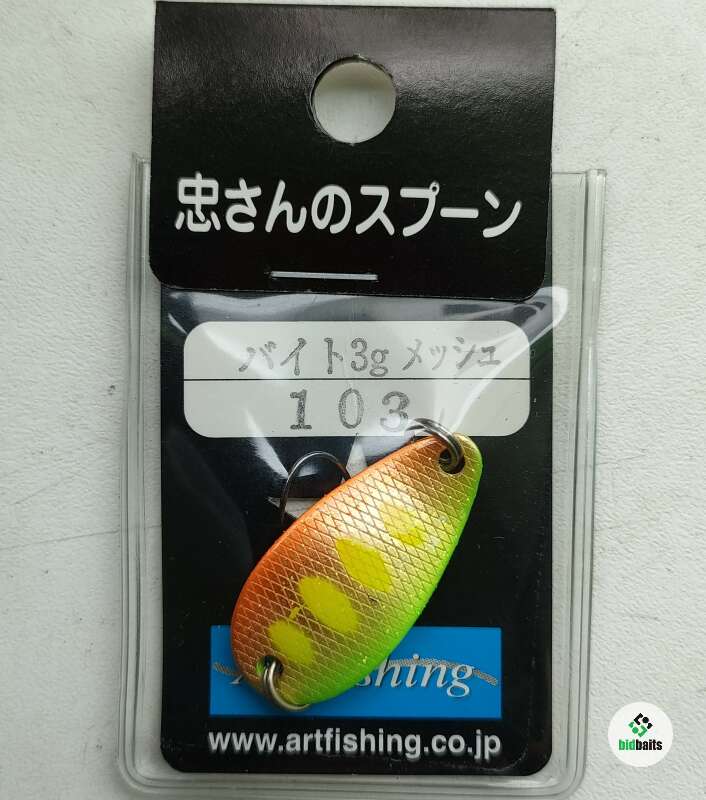 忠さんのスプーン
バイト3g メッシュ
103
shing
www.artfishing.co.jp
bidbaits